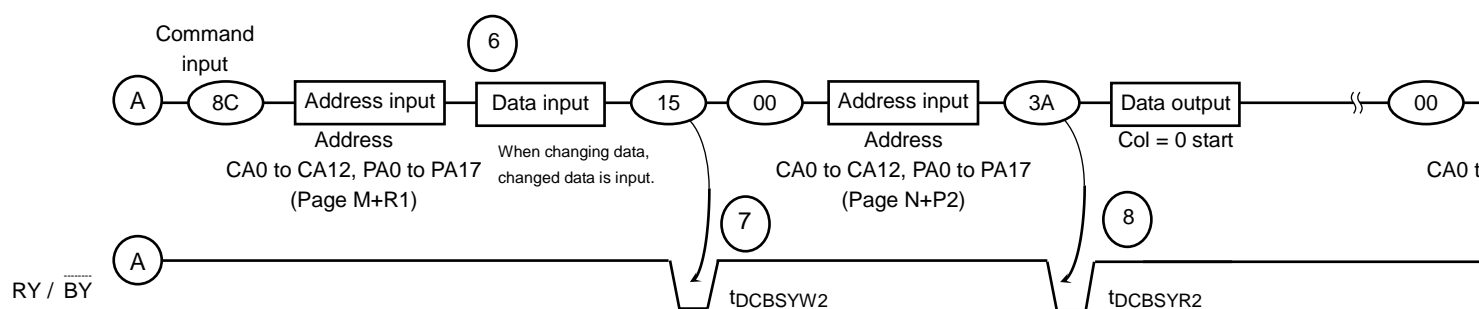 Command
input
6
A
8C
Address input
Data input
15
00
Address input
3A
Data output
00
Address
CA0 to CA12, PA0 to PA17
(Page M+R1)
When changing data,
changed data is input.
Address
CA0 to CA12, PA0 to PA17
(Page N+P2)
Col = 0 start
CA0 t
7
8
A
RY / BY
tDCBSYW2
tDCBSYR2